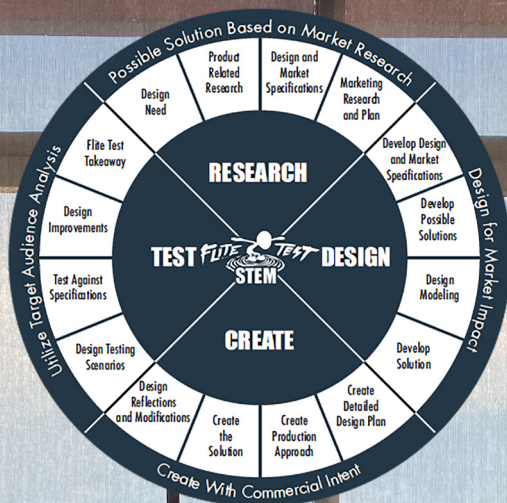 Possible Solution Based on Market Research
Design
Need
Product
Related
Research
Design and
Market
Specifications
Marketing
Research
and Plan
Develop Design
and Market
Specifications
Develop
Possible
Solutions
Design
Modeling
Develop
Solution
Design for Market Impact
Create
Detailed
Design Plan
Create
Production
Approach
Create
the
Solution
Design
Reflections
and Modifications
Create With Commercial Intent
Design Testing
Scenarios
Test Against
Specifications
Design
Improvements
Flite Test
Takeaway
Utilize Target Audience Analysis
RESEARCH
TEST
FLITE TEST
STEM
DESIGN
CREATE